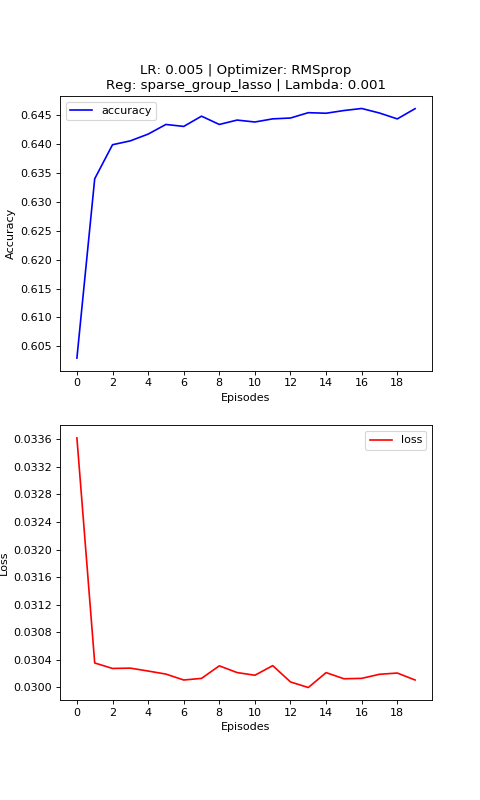 LR: 0.005 | Optimizer: RMSprop
Reg: sparse_group_lasso | Lambda: 0.001
accuracy
0.645
0.640
0.635
0.630
0.625
0.620
0.615
0.610
0.605
Accuracy
0 2 4 6 8 10 12 14 16 18
Episodes
loss
0.0336
0.0332
0.0328
0.0324
0.0320
0.0316
0.0312
0.0308
0.0304
0.0300
Loss
0 2 4 6 8 10 12 14 16 18
Episodes